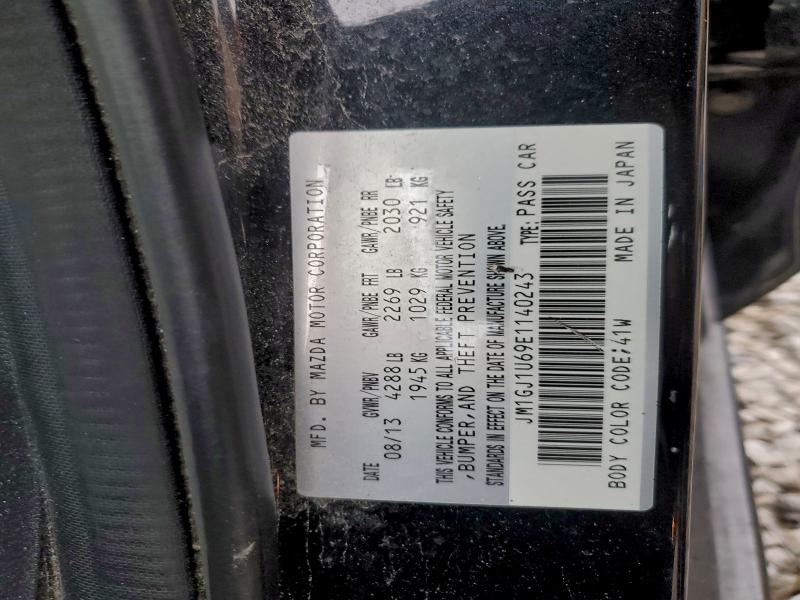 MFD. BY MAZDA MOTOR CORPORATION
DATE GVWR/PNBV GAWR/PNBE FRT GAWR/PNBE RR
08/13 4288 LB 2269 LB 2030 LB
1945 KG 1029 KG 921 KG
THIS VEHICLE CONFORMS TO ALL APPLICABLE FEDERAL MOTOR VEHICLE SAFETY
,BUMPER,AND THEFT PREVENTION
STANDARDS IN EFFECT ON THE DATE OF MANUFACTURE SHOWN ABOVE.
JM1GJ1U69E1140243 TYPE: PASS CAR
BODY COLOR CODE;41W MADE IN JAPAN